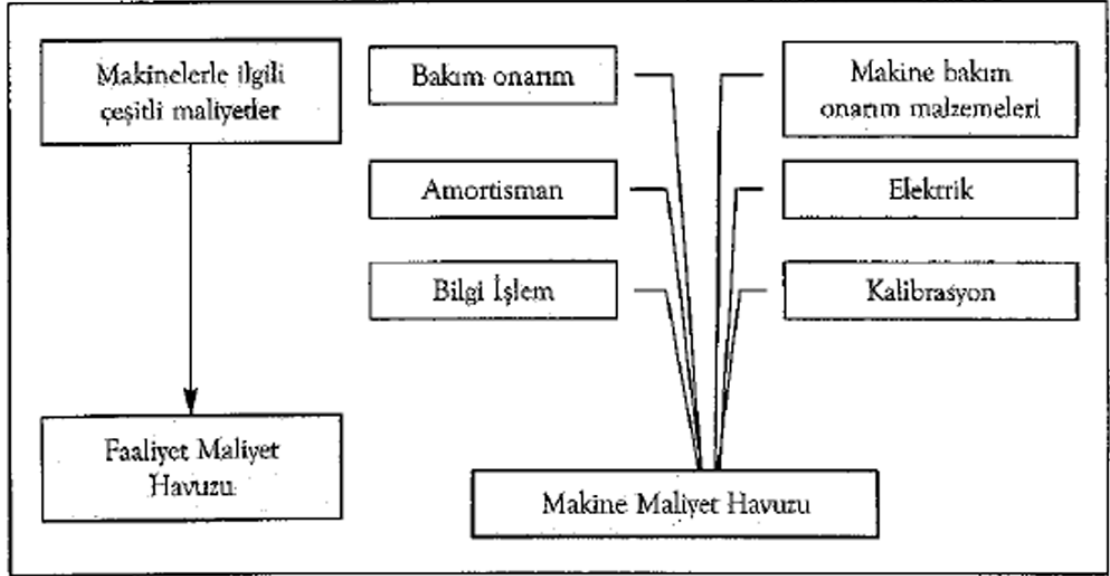 Makinelerle ilgili
çeşitli maliyetler
Bakım onarım
Makine bakım
onarım malzemeleri
Amortisman
Elektrik
Bilgi İşlem
Kalibrasyon
Faaliyet Maliyet
Havuzu
Makine Maliyet Havuzu